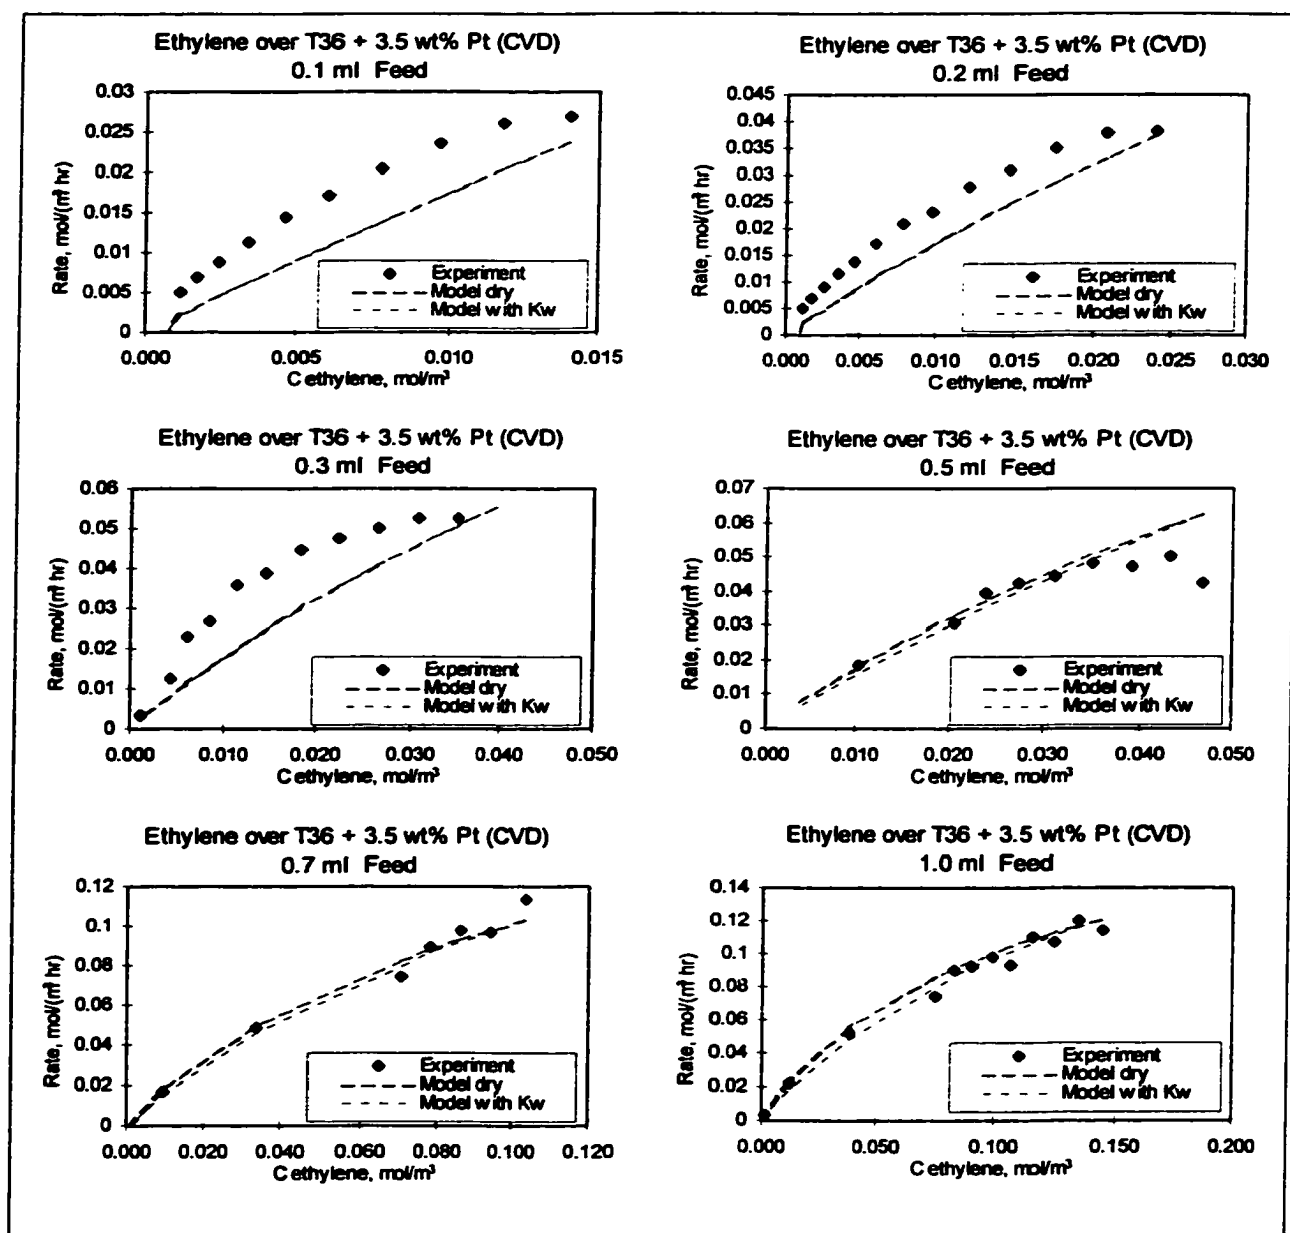 Ethylene over T36 + 3.5 wt% Pt (CVD)
0.1 ml Feed
0.03
0.025
0.02
0.015
0.01
0.005
0
Rate, mol/(m³ hr)
Experiment
Model dry
Model with Kw
0.000 0.005 0.010 0.015
C ethylene, mol/m³
Ethylene over T36 + 3.5 wt% Pt (CVD)
0.2 ml Feed
0.045
0.04
0.035
0.03
0.025
0.02
0.015
0.01
0.005
0
Rate, mol/(m³ hr)
Experiment
Model dry
Model with Kw
0.000 0.005 0.010 0.015 0.020 0.025 0.030
C ethylene, mol/m³
Ethylene over T36 + 3.5 wt% Pt (CVD)
0.3 ml Feed
0.06
0.05
0.04
0.03
0.02
0.01
0
Rate, mol/(m³ hr)
Experiment
Model dry
Model with Kw
0.000 0.010 0.020 0.030 0.040 0.050
C ethylene, mol/m³
Ethylene over T36 + 3.5 wt% Pt (CVD)
0.5 ml Feed
0.07
0.06
0.05
0.04
0.03
0.02
0.01
0.00
Rate, mol/(m³ hr)
Experiment
Model dry
Model with Kw
0.000 0.010 0.020 0.030 0.040 0.050
C ethylene, mol/m³
Ethylene over T36 + 3.5 wt% Pt (CVD)
0.7 ml Feed
0.12
0.1
0.08
0.06
0.04
0.02
0
Rate, mol/(m³ hr)
Experiment
Model dry
Model with Kw
0.000 0.020 0.040 0.060 0.080 0.100 0.120
C ethylene, mol/m³
Ethylene over T36 + 3.5 wt% Pt (CVD)
1.0 ml Feed
0.14
0.12
0.1
0.08
0.06
0.04
0.02
0
Rate, mol/(m³ hr)
Experiment
Model dry
Model with Kw
0.000 0.050 0.100 0.150 0.200
C ethylene, mol/m³